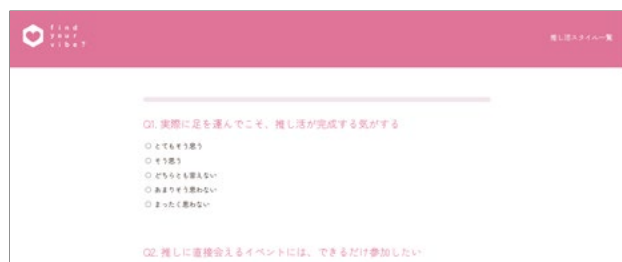 find
your
vibe?
推し活スタイル一覧
Q1. 実際に足を運んでこそ、推し活が完成する気がする
とてもそう思う
そう思う
どちらとも言えない
あまりそう思わない
まったく思わない
Q2. 推しに直接会えるイベントには、できるだけ参加したい